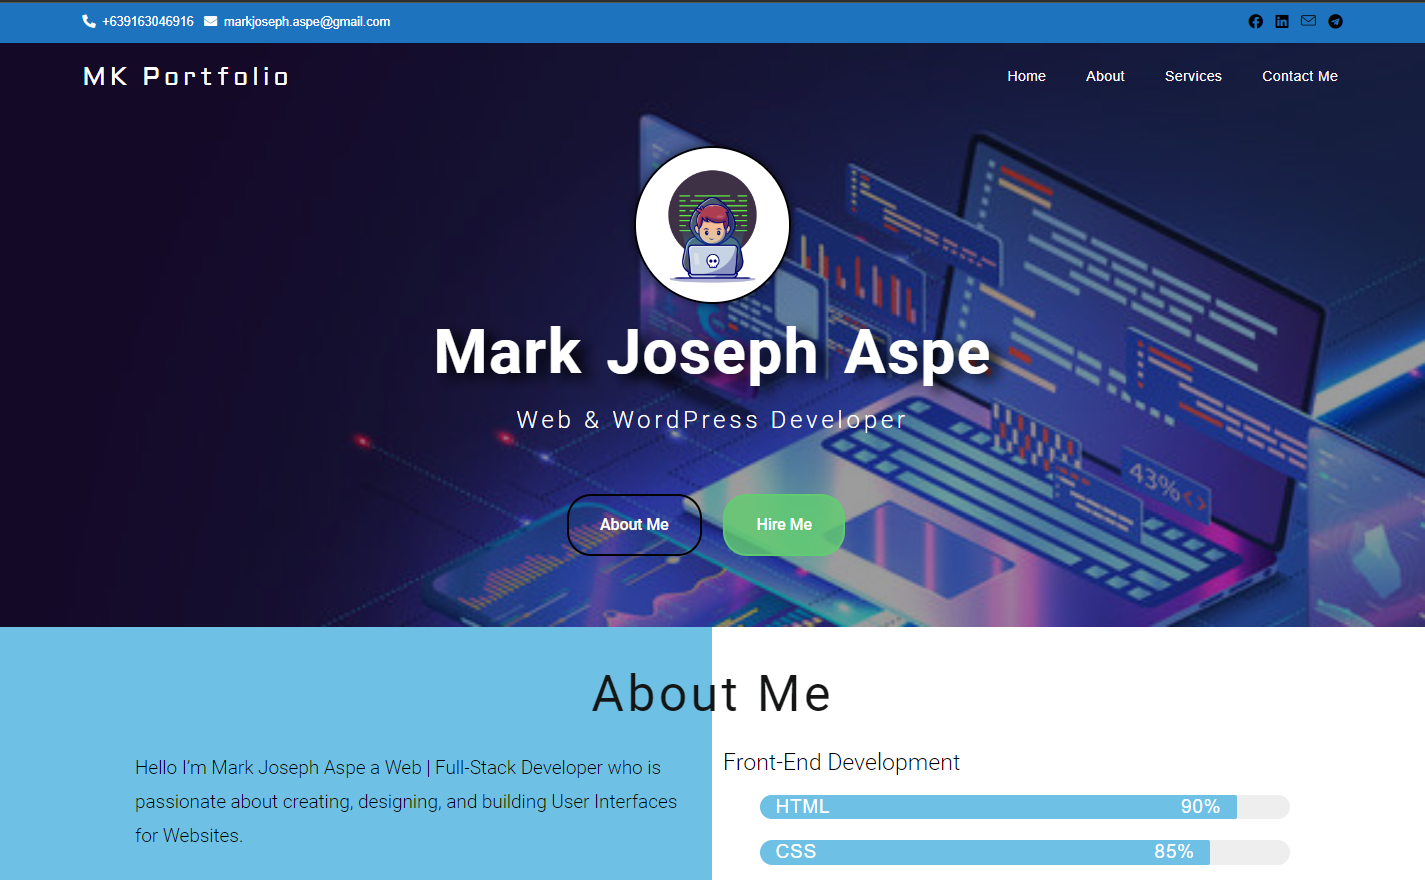 +639163046916 markjoseph.aspe@gmail.com
MK Portfolio
Home About Services Contact Me
Mark Joseph Aspe
Web & WordPress Developer
43%<>
About Me Hire Me
About Me
Hello I'm Mark Joseph Aspe a Web | Full-Stack Developer who is
passionate about creating, designing, and building User Interfaces
for Websites.
Front-End Development
HTML 90%
CSS 85%